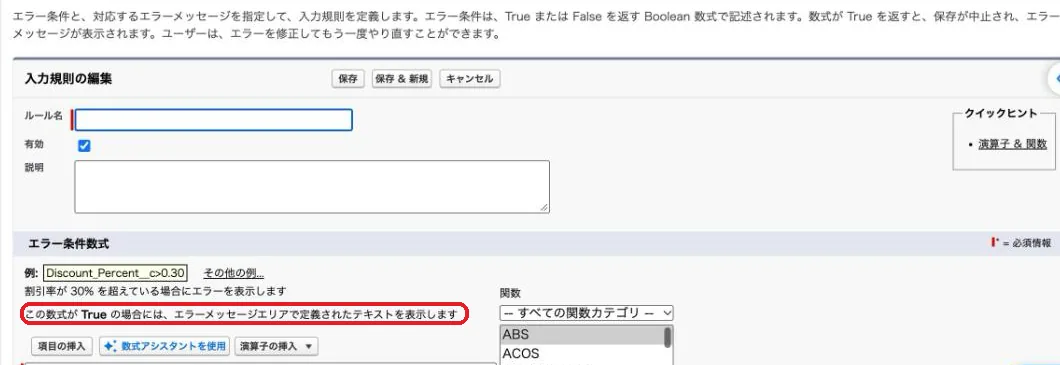 エラー条件と、対応するエラーメッセージを指定して、入力規則を定義します。エラー条件は、True または False を返す Boolean 数式で記述されます。数式が True を返すと、保存が中止され、エラー
メッセージが表示されます。ユーザーは、エラーを修正してもう一度やり直すことができます。
入力規則の編集 保存 保存 & 新規 キャンセル
ルール名
クイックヒント
有効
演算子 & 関数
説明
エラー条件数式 = 必須情報
例: Discount_Percent__c>0.30 その他の例...
割引率が 30% を超えている場合にエラーを表示します
関数
この数式が True の場合には、エラーメッセージエリアで定義されたテキストを表示します
-- すべての関数カテゴリ --
ABS
項目の挿入 数式アシスタントを使用 演算子の挿入
ACOS